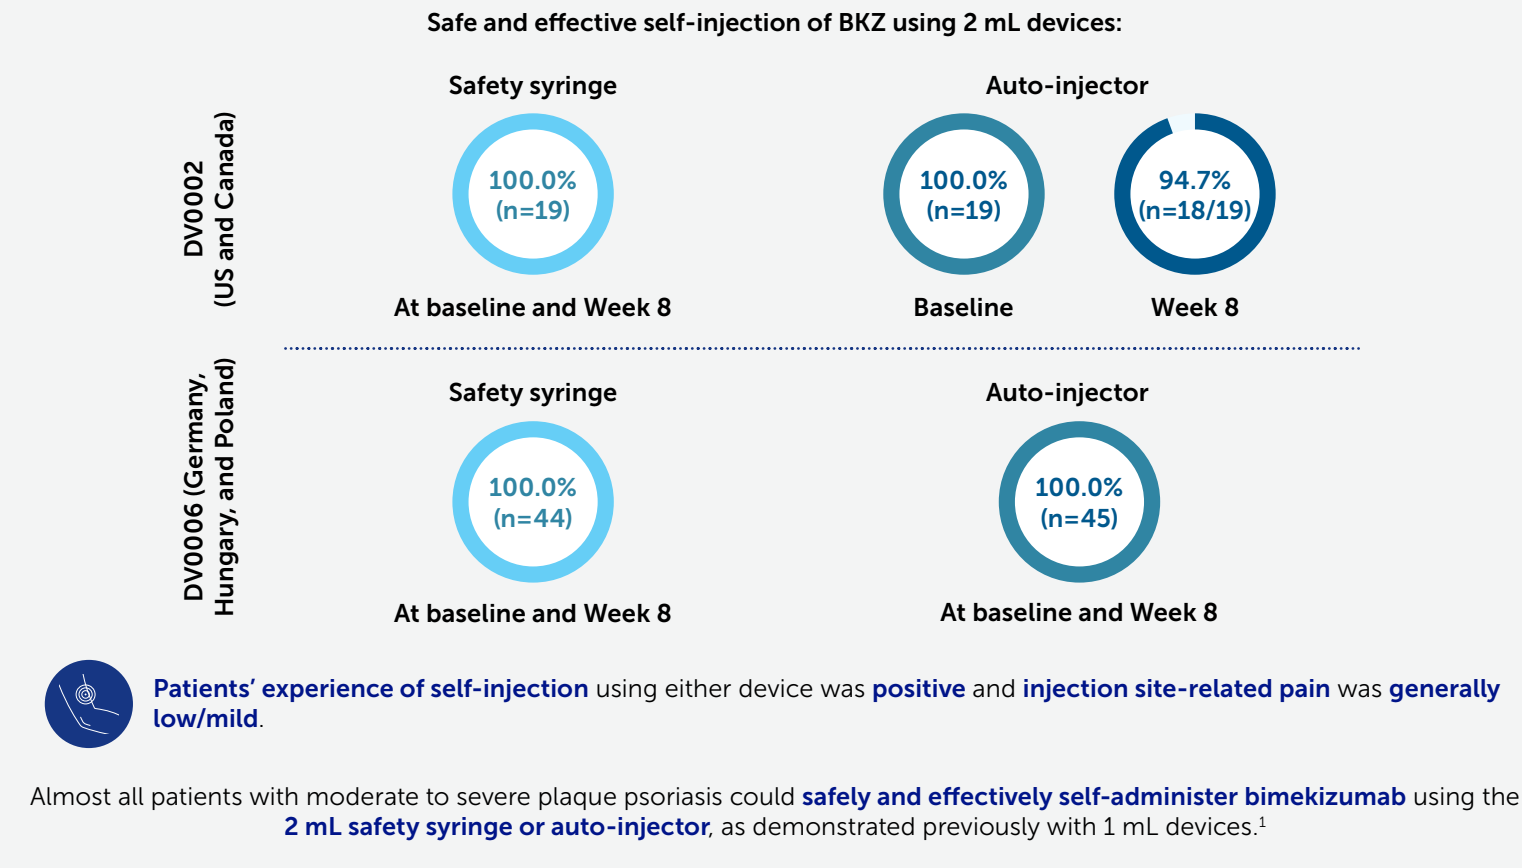 Safe and effective self-injection of BKZ using 2 mL devices:
DV0002
(US and Canada)
Safety syringe
100.0%
(n=19)
At baseline and Week 8
Auto-injector
100.0%
(n=19)
Baseline
94.7%
(n=18/19)
Week 8
DV0006 (Germany,
Hungary, and Poland)
Safety syringe
100.0%
(n=44)
At baseline and Week 8
Auto-injector
100.0%
(n=45)
At baseline and Week 8
Patients’ experience of self-injection using either device was positive and injection site-related pain was generally
low/mild.
Almost all patients with moderate to severe plaque psoriasis could safely and effectively self-administer bimekizumab using the
2 mL safety syringe or auto-injector, as demonstrated previously with 1 mL devices.¹